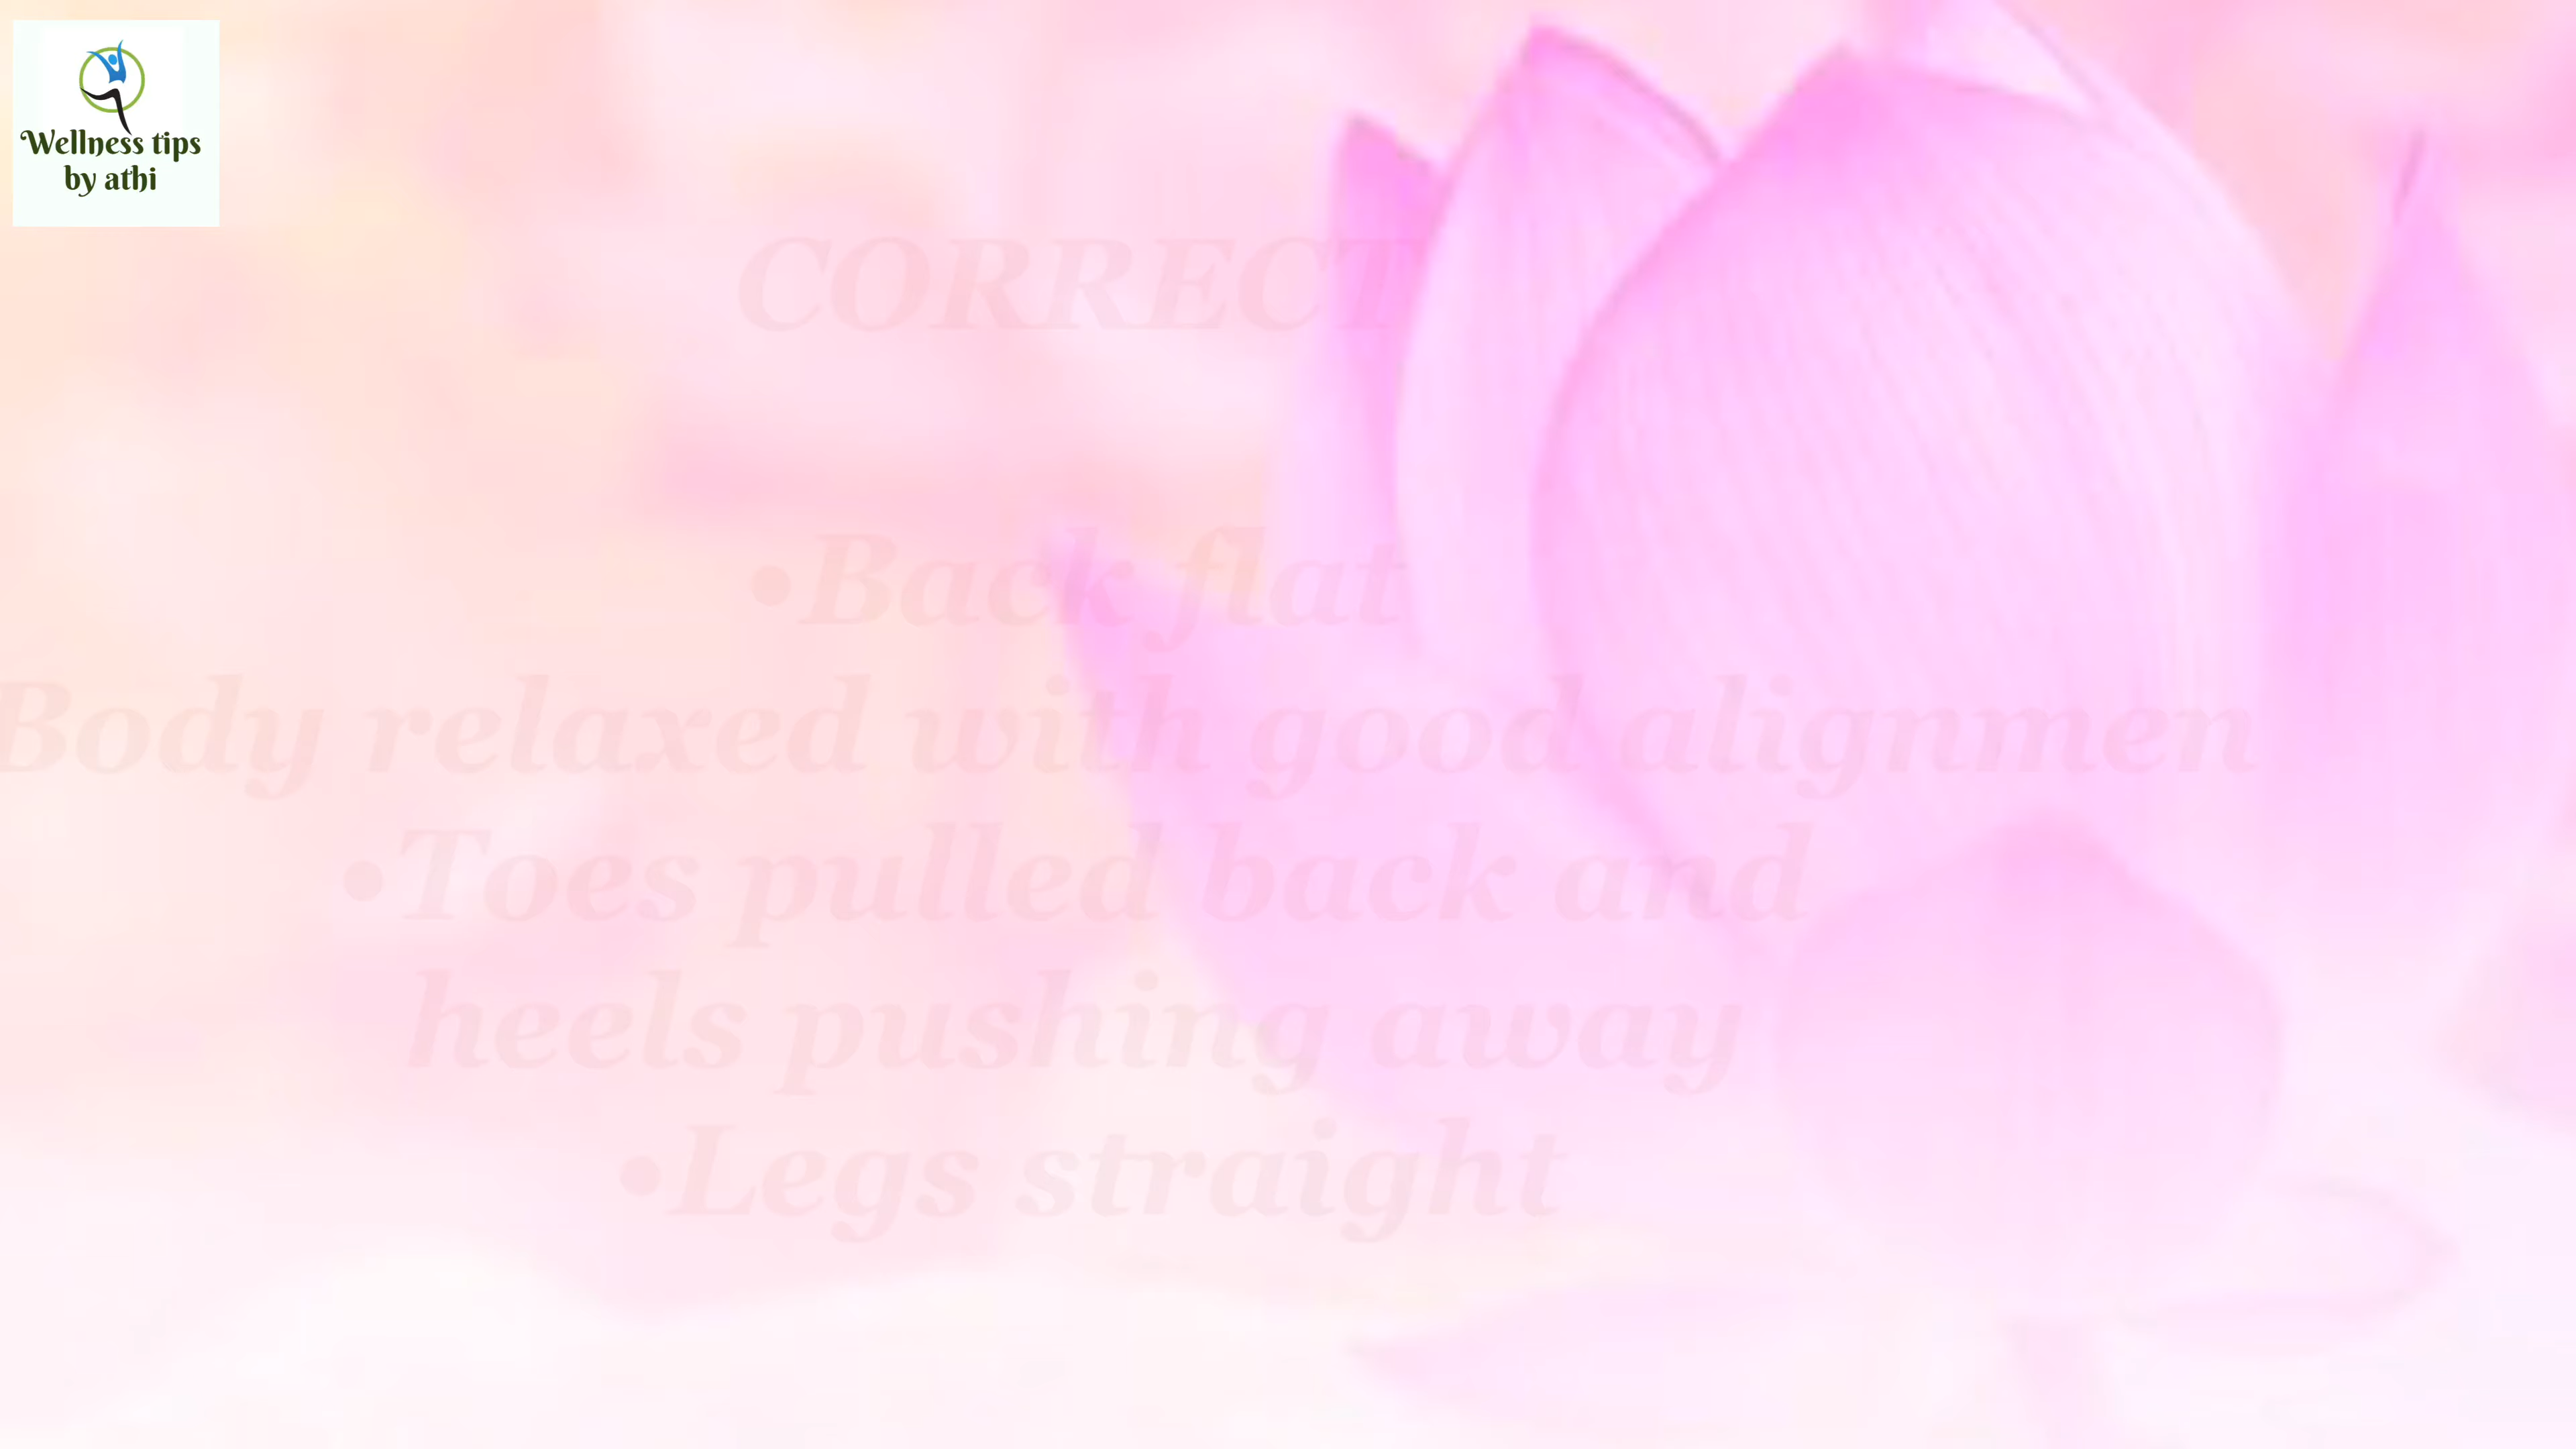 Wellness tips
by athi
CORRECT
•Back flat
Body relaxed with good alignmen
•Toes pulled back and
heels pushing away
•Legs straight